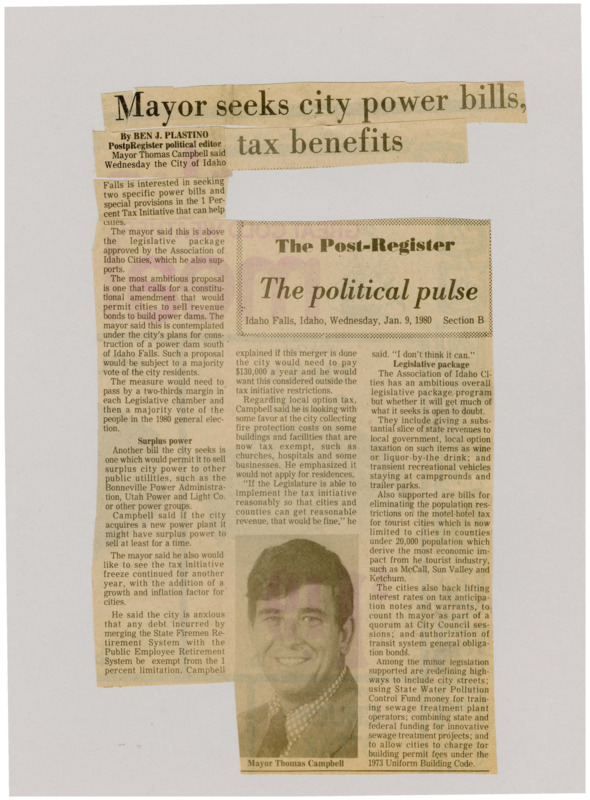 Mayor seeks city power bills,
tax benefits
By BEN J. PLASTINO
PostpRegister political editor
Mayor Thomas Campbell said
Wednesday the City of Idaho
Falls is interested in seeking
two specific power bills and
special provisions in the 1 Per-
cent Tax Initiative that can help
cities.
The mayor said this is above
the legislative package
approved by the Association of
Idaho Cities, which he also sup-
ports.
The most ambitious proposal
is one that calls for a constitu-
tional amendment that would
permit cities to sell revenue
bonds to build power dams. The
mayor said this is contemplated
under the city's plans for cons-
truction of a power dam south
of Idaho Falls. Such a proposal
would be subject to a majority
vote of the city residents.
The measure would need to
pass by a two-thirds margin in
each Legislative chamber and
then a majority vote of the
people in the 1980 general elec-
tion.
Surplus power
Another bill the city seeks is
one which would permit it to sell
surplus city power to other
public utilities, such as the
Bonneville Power Administra-
tion, Utah Power and Light Co.
or other power groups.
Campbell said if the city
acquires a new power plant it
might have surplus power to
sell at least for a time.
The mayor said he also would
like to see the tax initiative
freeze continued for another
year, with the addition of a
growth and inflation factor for
cities.
He said the city is anxious
that any debt incurred by
merging the State Firemen Re-
tirement System with the
Public Employee Retirement
System be exempt from the 1
percent limitation. Campbell
The Post-Register
The political pulse
Idaho Falls, Idaho, Wednesday, Jan. 9, 1980 Section B
explained if this merger is done
the city would need to pay
$130,000 a year and he would
want this considered outside the
tax initiative restrictions.
Regarding local option tax,
Campbell said he is looking with
some favor at the city collecting
fire protection costs on some
buildings and facilities that are
now tax exempt, such as
churches, hospitals and some
businesses. He emphasized it
would not apply for residences.
"If the Legislature is able to
implement the tax initiative
reasonably so that cities and
counties can get reasonable
revenue, that would be fine," he
Mayor Thomas Campbell
said. "I don't think it can."
Legislative package
The Association of Idaho Ci-
ties has an ambitious overall
legislative package program
but whether it will get much of
what it seeks is open to doubt.
They include giving a subs-
tantial slice of state revenues to
local government, local option
taxation on such items as wine
or liquor-by-the drink; and
transient recreational vehicles
staying at campgrounds and
trailer parks.
Also supported are bills for
eliminating the population res-
trictions on the motel-hotel tax
for tourist cities which is now
limited to cities in counties
under 20,000 population which
derive the most economic im-
pact from he tourist industry,
such as McCall, Sun Valley and
Ketchum.
The cities also back lifting
interest rates on tax anticipa-
tion notes and warrants, to
count th mayor as part of a
quorum at City Council ses-
sions; and authorization of
transit system general obliga-
tion bonds.
Among the minor legislation
supported are redefining high-
ways to include city streets;
using State Water Pollution
Control Fund money for train-
ing sewage treatment plant
operators; combining state and
federal funding for innovative
sewage treatment projects; and
to allow cities to charge for
building permit fees under the
1973 Uniform Building Code.